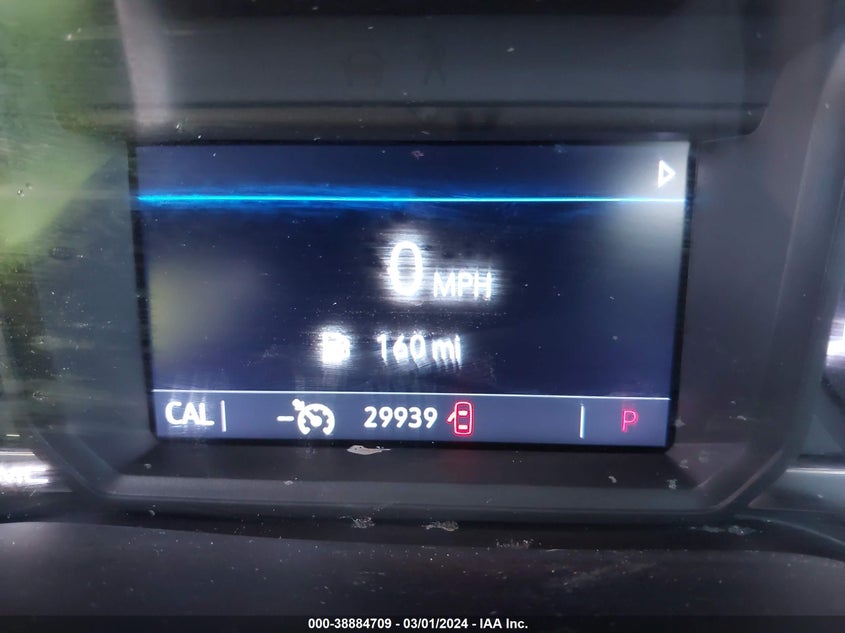 0 MPH
160 mi
CAL 29939 P
000-38884709 - 03/01/2024 - IAA Inc.